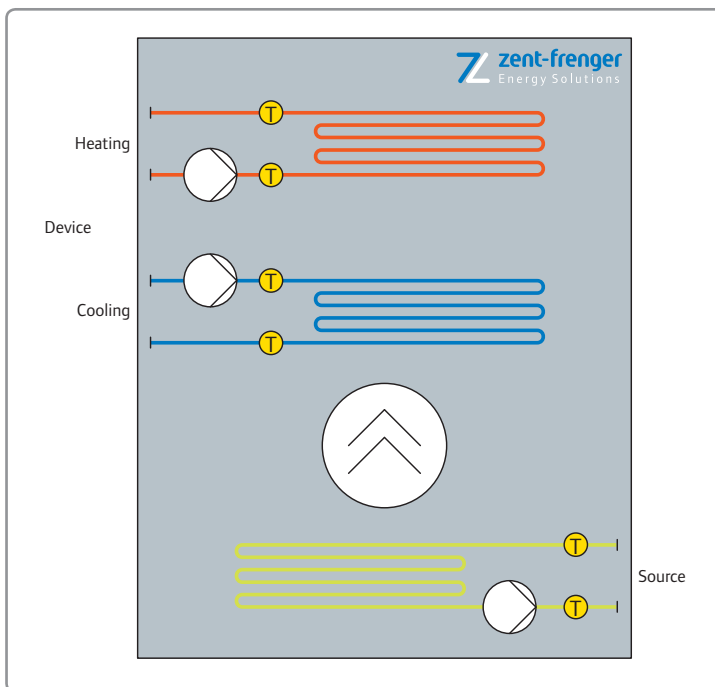 zent-frenger
Energy Solutions
T
Heating
T
Device
T
Cooling
T
T
Source
T